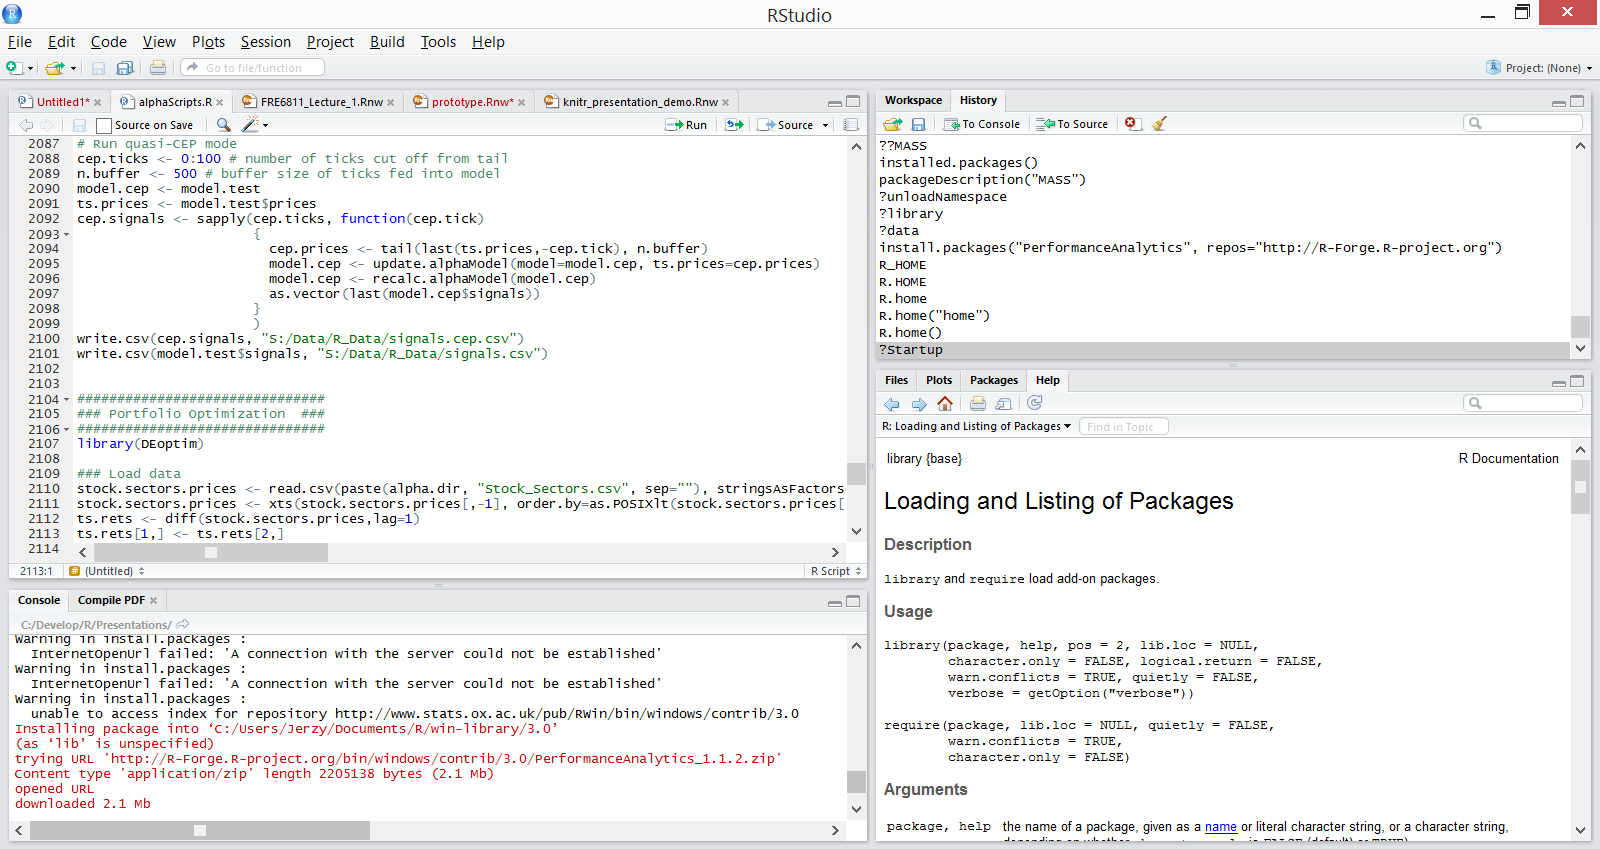 RStudio
File Edit Code View Plots Session Project Build Tools Help
Go to file/function
Project: (None)
Untitled1* alphaScripts.R FRE6811_Lecture_1.Rnw prototype.Rnw* knitr_presentation_demo.Rnw
Source on Save Run Source
2087 # Run quasi-CEP mode
2088 cep.ticks <- 0:100 # number of ticks cut off from tail
2089 n.buffer <- 500 # buffer size of ticks fed into model
2090 model.cep <- model.test
2091 ts.prices <- model.test$prices
2092 cep.signals <- sapply(cep.ticks, function(cep.tick)
2093 {
2094 cep.prices <- tail(last(ts.prices,-cep.tick), n.buffer)
2095 model.cep <- update.alphaModel(model=model.cep, ts.prices=cep.prices)
2096 model.cep <- recalc.alphaModel(model.cep)
2097 as.vector(last(model.cep$signals))
2098 }
2099 )
2100 write.csv(cep.signals, "S:/Data/R_Data/signals.cep.csv")
2101 write.csv(model.test$signals, "S:/Data/R_Data/signals.csv")
2102
2103
2104 ###############################
2105 ### Portfolio Optimization ###
2106 ###############################
2107 library(DEoptim)
2108
2109 ### Load data
2110 stock.sectors.prices <- read.csv(paste(alpha.dir, "Stock_Sectors.csv", sep=""), stringsAsFactors
2111 stock.sectors.prices <- xts(stock.sectors.prices[,-1], order.by=as.POSIXlt(stock.sectors.prices[
2112 ts.rets <- diff(stock.sectors.prices,lag=1)
2113 ts.rets[1,] <- ts.rets[2,]
2114
2113:1 # (Untitled) R Script
Console Compile PDF
C:/Develop/R/Presentations/
Warning in install.packages :
InternetOpenUrl failed: 'A connection with the server could not be established'
Warning in install.packages :
InternetOpenUrl failed: 'A connection with the server could not be established'
Warning in install.packages :
unable to access index for repository http://www.stats.ox.ac.uk/pub/RWin/bin/windows/contrib/3.0
Installing package into ‘C:/Users/Jerzy/Documents/R/win-library/3.0’
(as ‘lib’ is unspecified)
trying URL 'http://R-Forge.R-project.org/bin/windows/contrib/3.0/PerformanceAnalytics_1.1.2.zip'
Content type 'application/zip' length 2205138 bytes (2.1 Mb)
opened URL
downloaded 2.1 Mb
Workspace History
To Console To Source
??MASS
installed.packages()
packageDescription("MASS")
?unloadNamespace
?library
?data
install.packages("PerformanceAnalytics", repos="http://R-Forge.R-project.org")
R_HOME
R.HOME
R.home
R.home("home")
R.home()
?Startup
Files Plots Packages Help
R: Loading and Listing of Packages Find in Topic
library {base} R Documentation
Loading and Listing of Packages
Description
library and require load add-on packages.
Usage
library(package, help, pos = 2, lib.loc = NULL,
character.only = FALSE, logical.return = FALSE,
warn.conflicts = TRUE, quietly = FALSE,
verbose = getOption("verbose"))
require(package, lib.loc = NULL, quietly = FALSE,
warn.conflicts = TRUE,
character.only = FALSE)
Arguments
package, help the name of a package, given as a name or literal character string, or a character string,